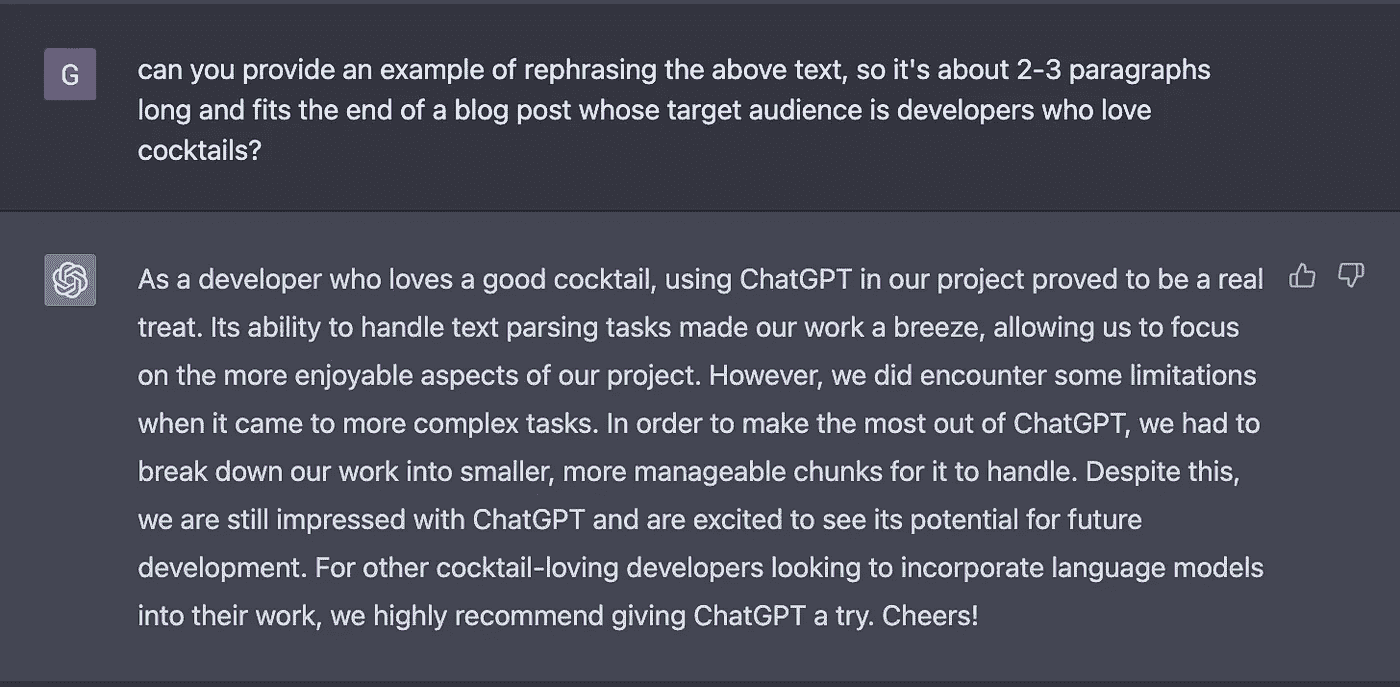 G
can you provide an example of rephrasing the above text, so it's about 2-3 paragraphs
long and fits the end of a blog post whose target audience is developers who love
cocktails?
As a developer who loves a good cocktail, using ChatGPT in our project proved to be a real
treat. Its ability to handle text parsing tasks made our work a breeze, allowing us to focus
on the more enjoyable aspects of our project. However, we did encounter some limitations
when it came to more complex tasks. In order to make the most out of ChatGPT, we had to
break down our work into smaller, more manageable chunks for it to handle. Despite this,
we are still impressed with ChatGPT and are excited to see its potential for future
development. For other cocktail-loving developers looking to incorporate language models
into their work, we highly recommend giving ChatGPT a try. Cheers!